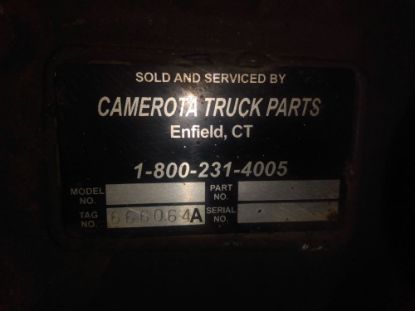 SOLD AND SERVICED BY
CAMEROTA TRUCK PARTS
Enfield, CT
1-800-231-4005
MODEL NO. PART NO.
TAG NO. 666064A SERIAL NO.